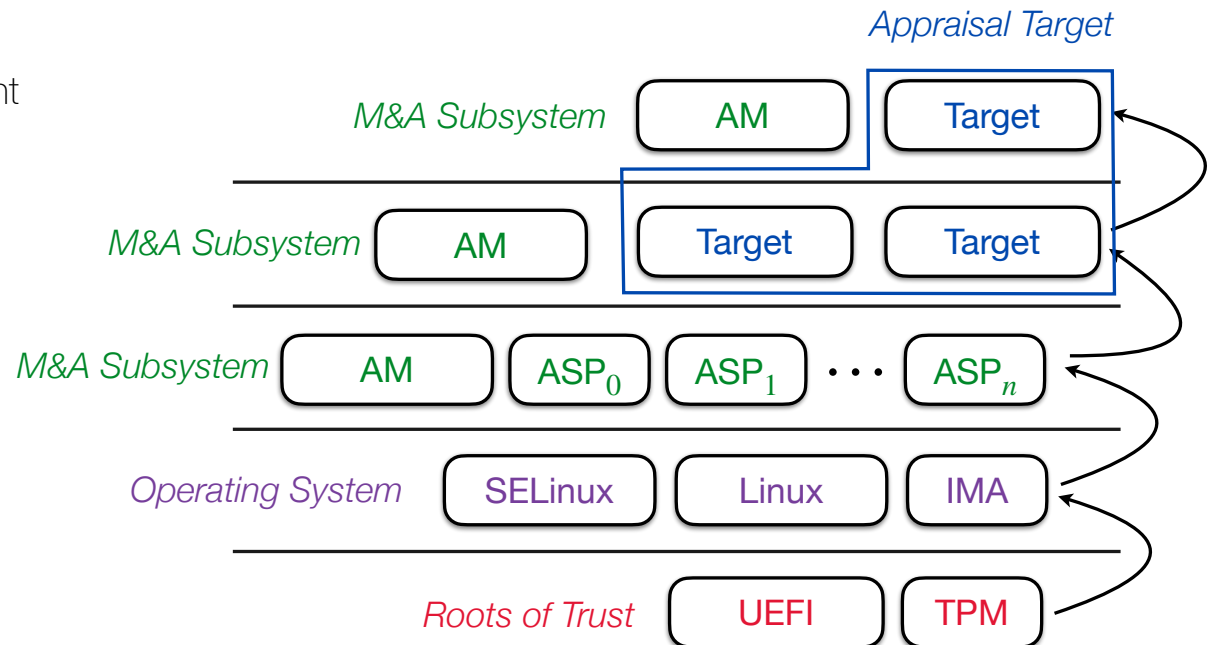 Appraisal Target
nt
M&A Subsystem AM Target
M&A Subsystem AM Target Target
M&A Subsystem AM ASP₀ ASP₁ ··· ASPₙ
Operating System SELinux Linux IMA
Roots of Trust UEFI TPM